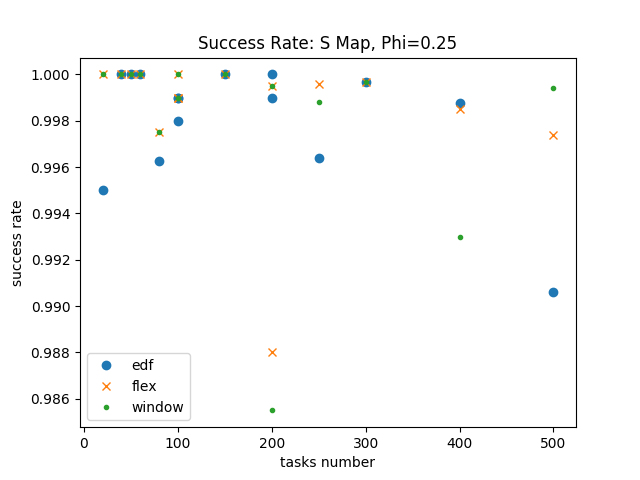 Success Rate: S Map, Phi=0.25
success rate
1.000
0.998
0.996
0.994
0.992
0.990
0.988
0.986
edf
flex
window
0 100 200 300 400 500
tasks number